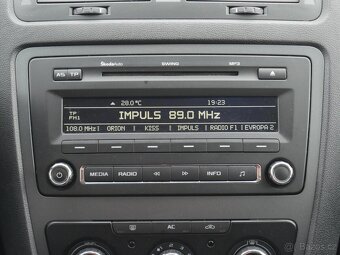 ŠkodaAuto SWING MP3
AS TP
28.0°C 19:23
TP
FM1
IMPULS 89.0 MHz
108.0 MHz ORION KISS IMPULS RADIO F1 EVROPA 2
MEDIA RADIO INFO
AC